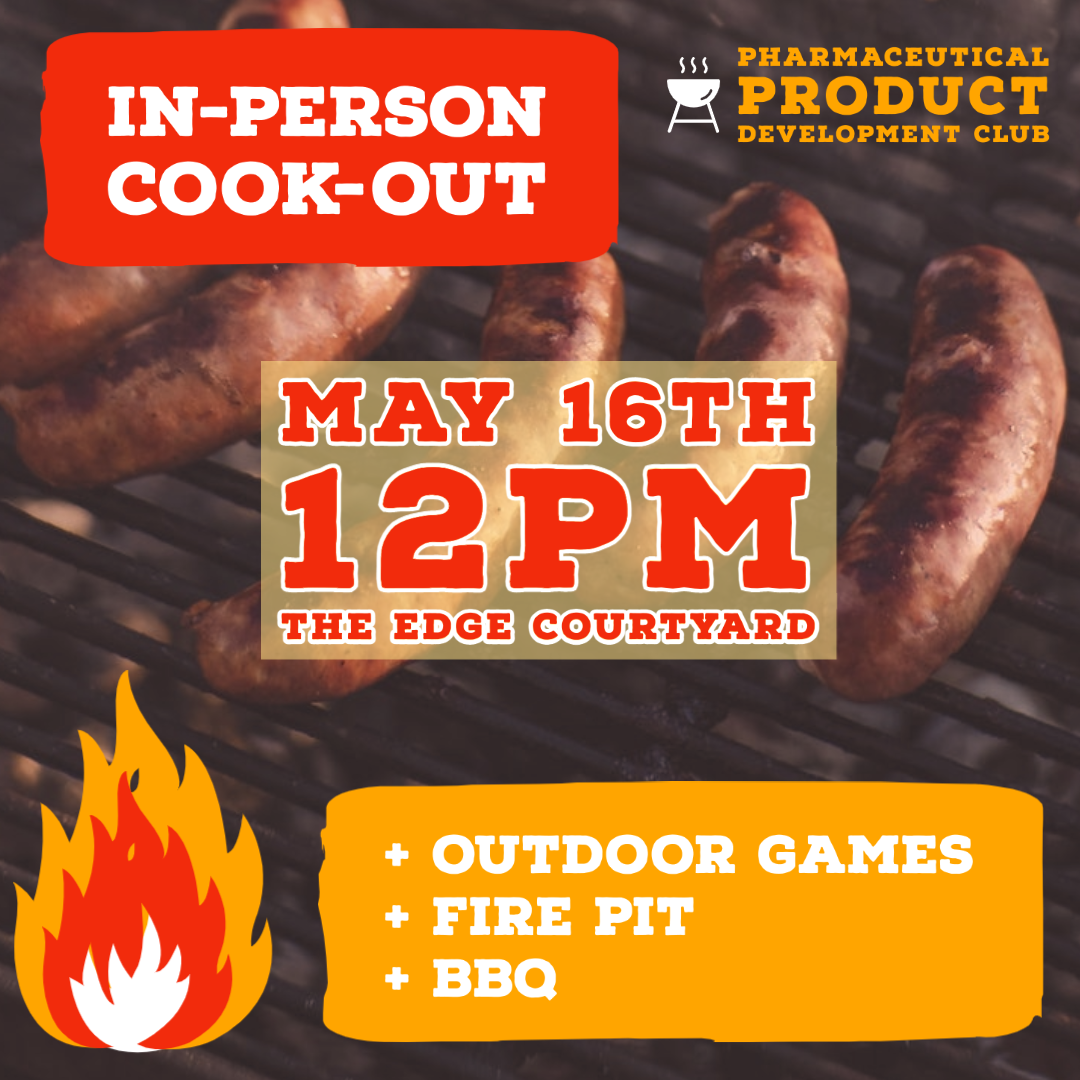 IN-PERSON
COOK-OUT
PHARMACEUTICAL
PRODUCT
DEVELOPMENT CLUB
MAY 16TH
12PM
THE EDGE COURTYARD
+ OUTDOOR GAMES
+ FIRE PIT
+ BBQ